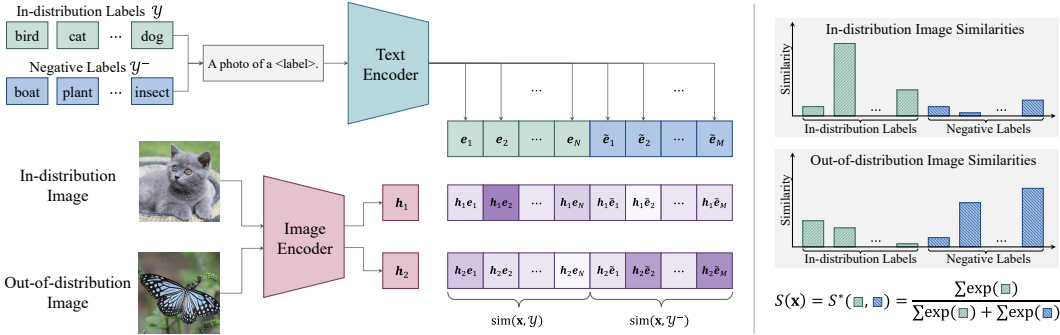 In-distribution Labels 𝒴
bird cat ... dog
Negative Labels 𝒴⁻
boat plant ... insect
A photo of a <label>.
Text
Encoder
... ...
e₁ e₂ ... e_N ẽ₁ ẽ₂ ... ẽ_M
In-distribution
Image
Out-of-distribution
Image
Image
Encoder
h₁
h₂
h₁e₁ h₁e₂ ... h₁e_N h₁ẽ₁ h₁ẽ₂ ... h₁ẽ_M
h₂e₁ h₂e₂ ... h₂e_N h₂ẽ₁ h₂ẽ₂ ... h₂ẽ_M
sim(x, 𝒴) sim(x, 𝒴⁻)
In-distribution Image Similarities
Similarity
... ...
In-distribution Labels Negative Labels
Out-of-distribution Image Similarities
Similarity
... ...
In-distribution Labels Negative Labels
S(x) = S*(▨, ▧) = ∑exp(▨) / ∑exp(▨) + ∑exp(▧)